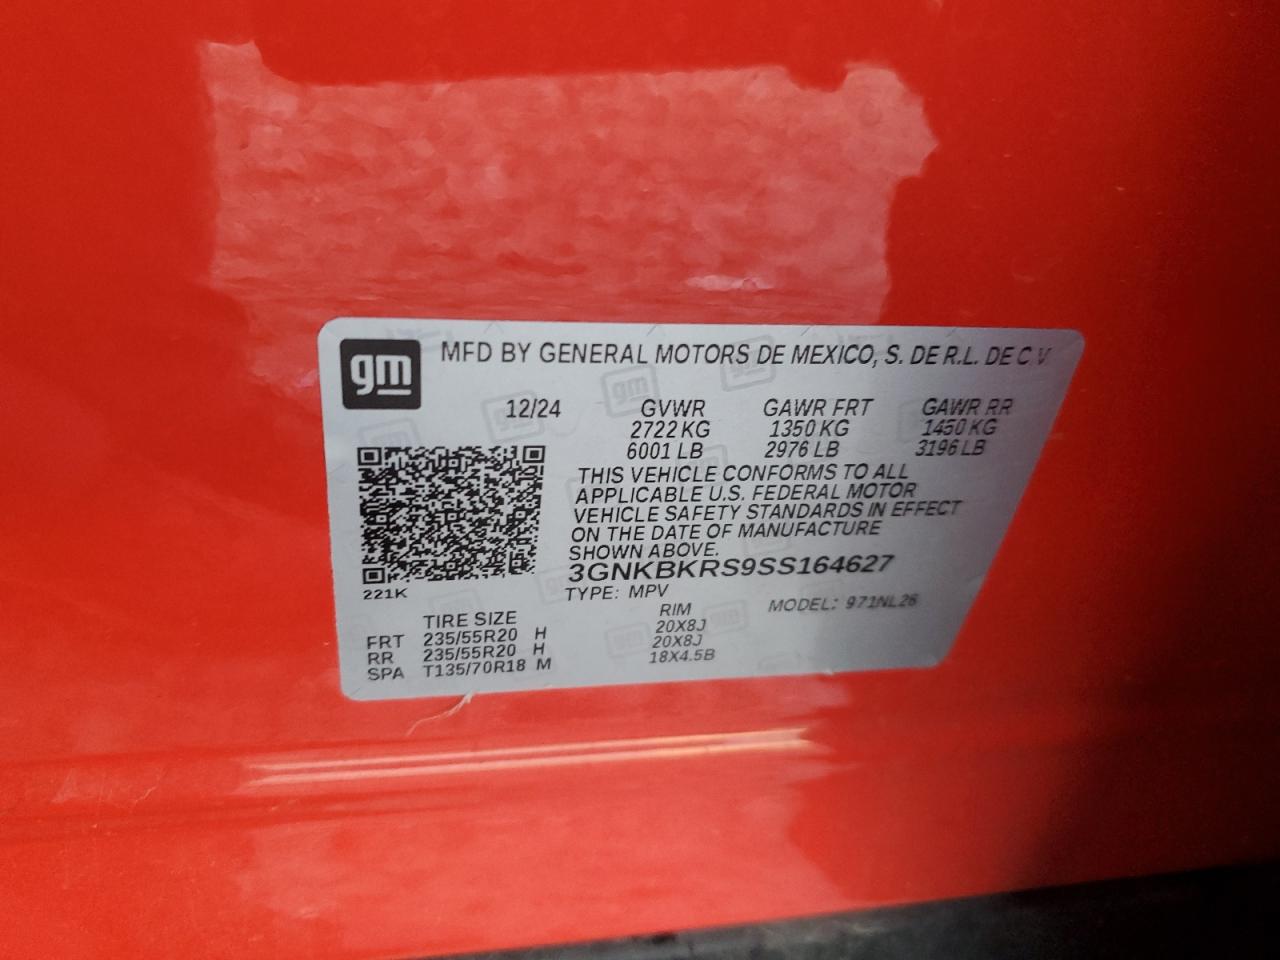 gm MFD BY GENERAL MOTORS DE MEXICO, S. DE R.L. DE C.V
12/24 GVWR GAWR FRT GAWR RR
2722 KG 1350 KG 1450 KG
6001 LB 2976 LB 3196 LB
THIS VEHICLE CONFORMS TO ALL
APPLICABLE U.S. FEDERAL MOTOR
VEHICLE SAFETY STANDARDS IN EFFECT
ON THE DATE OF MANUFACTURE
SHOWN ABOVE.
3GNKBKRS9SS164627
221K
TYPE: MPV MODEL: 971NL26
TIRE SIZE RIM
FRT 235/55R20 H 20X8J
RR 235/55R20 H 20X8J
SPA T135/70R18 M 18X4.5B